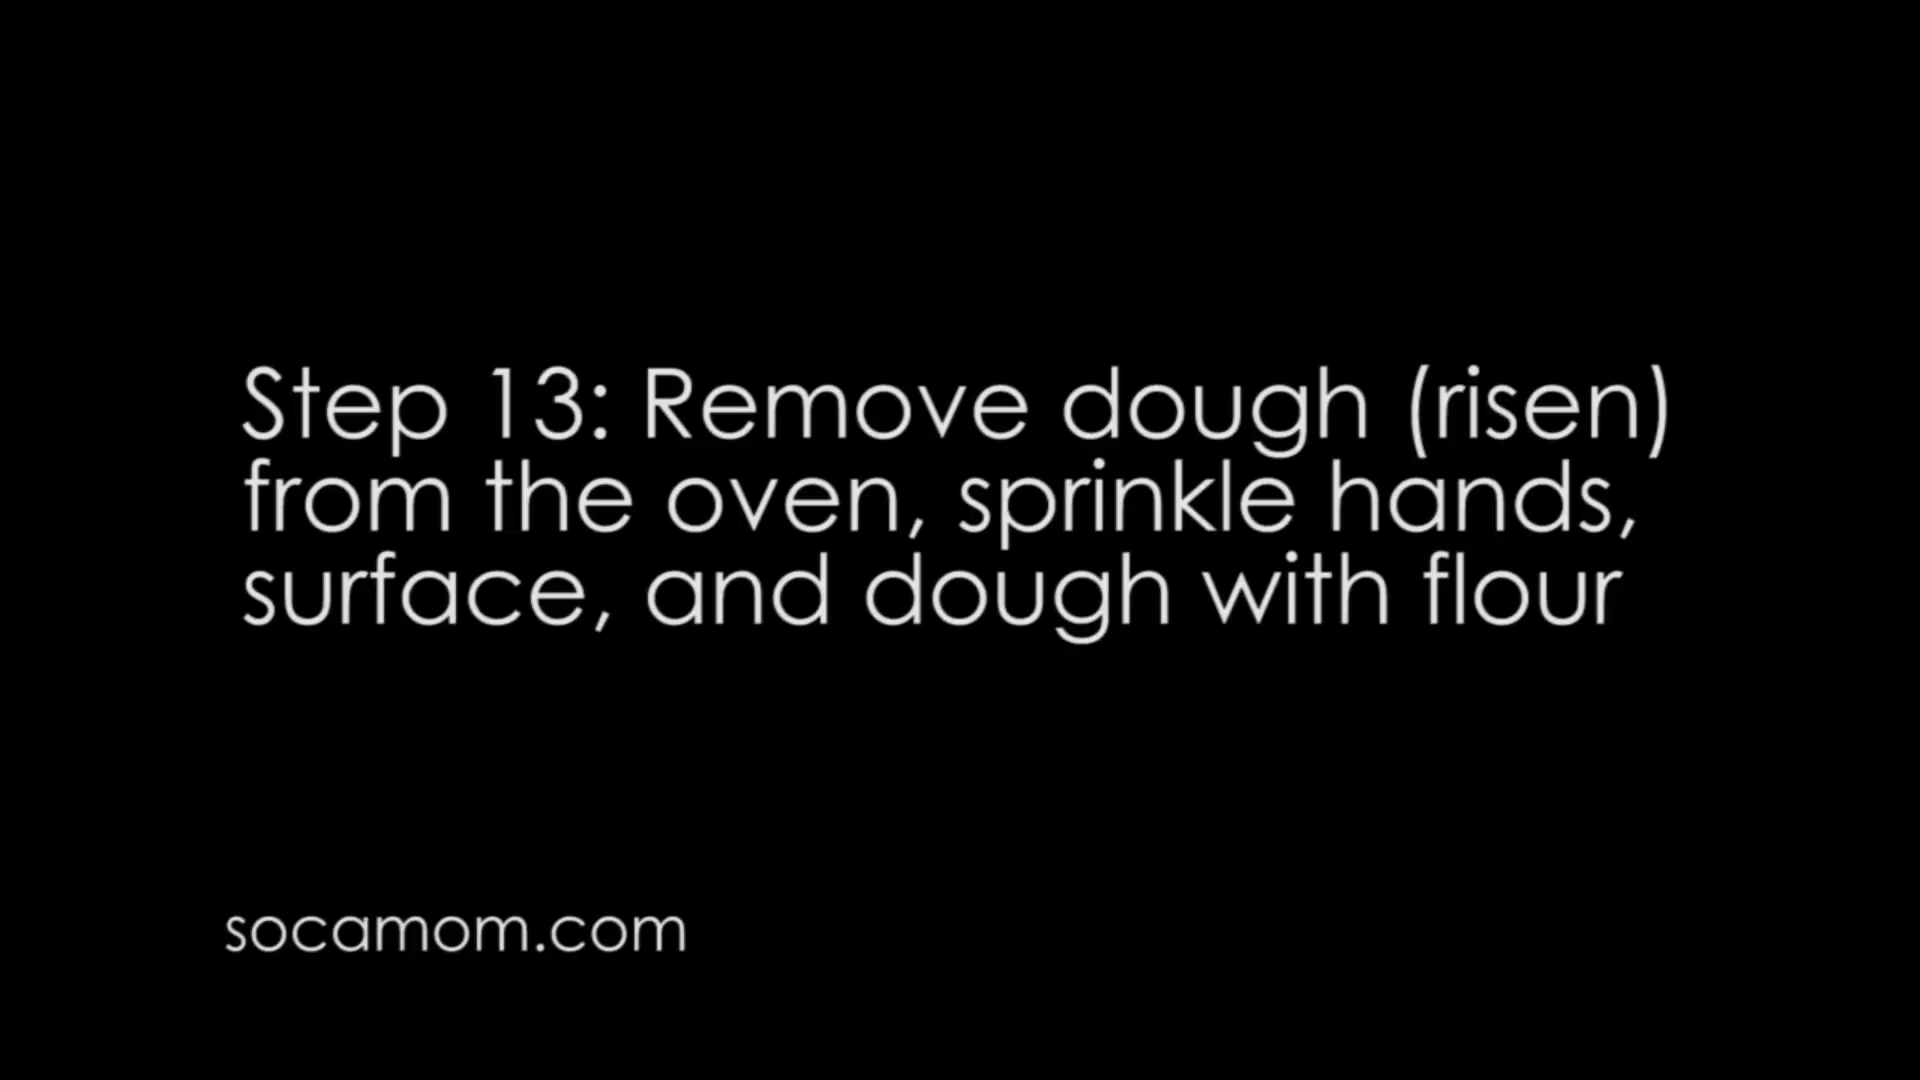 Step 13: Remove dough (risen)
from the oven, sprinkle hands,
surface, and dough with flour
socamom.com